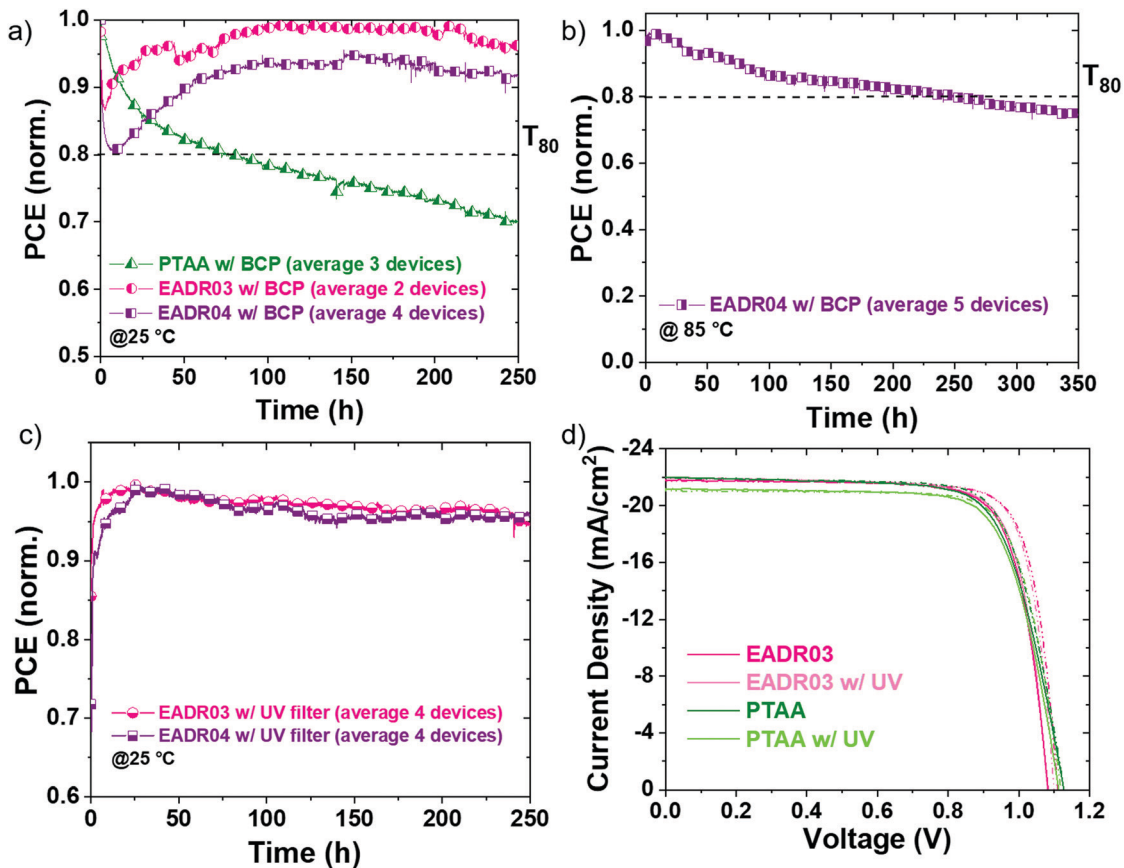 a)
1.0
0.9
0.8
0.7
0.6
0.5
PCE (norm.)
T80
PTAA w/ BCP (average 3 devices)
EADR03 w/ BCP (average 2 devices)
EADR04 w/ BCP (average 4 devices)
@25 °C
0 50 100 150 200 250
Time (h)
b)
1.0
0.8
0.6
0.4
0.2
0.0
PCE (norm.)
T80
EADR04 w/ BCP (average 5 devices)
@ 85 °C
0 50 100 150 200 250 300 350
Time (h)
c)
1.0
0.9
0.8
0.7
0.6
PCE (norm.)
EADR03 w/ UV filter (average 4 devices)
EADR04 w/ UV filter (average 4 devices)
@25 °C
0 50 100 150 200 250
Time (h)
d)
-24
-20
-16
-12
-8
-4
0
Current Density (mA/cm²)
EADR03
EADR03 w/ UV
PTAA
PTAA w/ UV
0.0 0.2 0.4 0.6 0.8 1.0 1.2
Voltage (V)